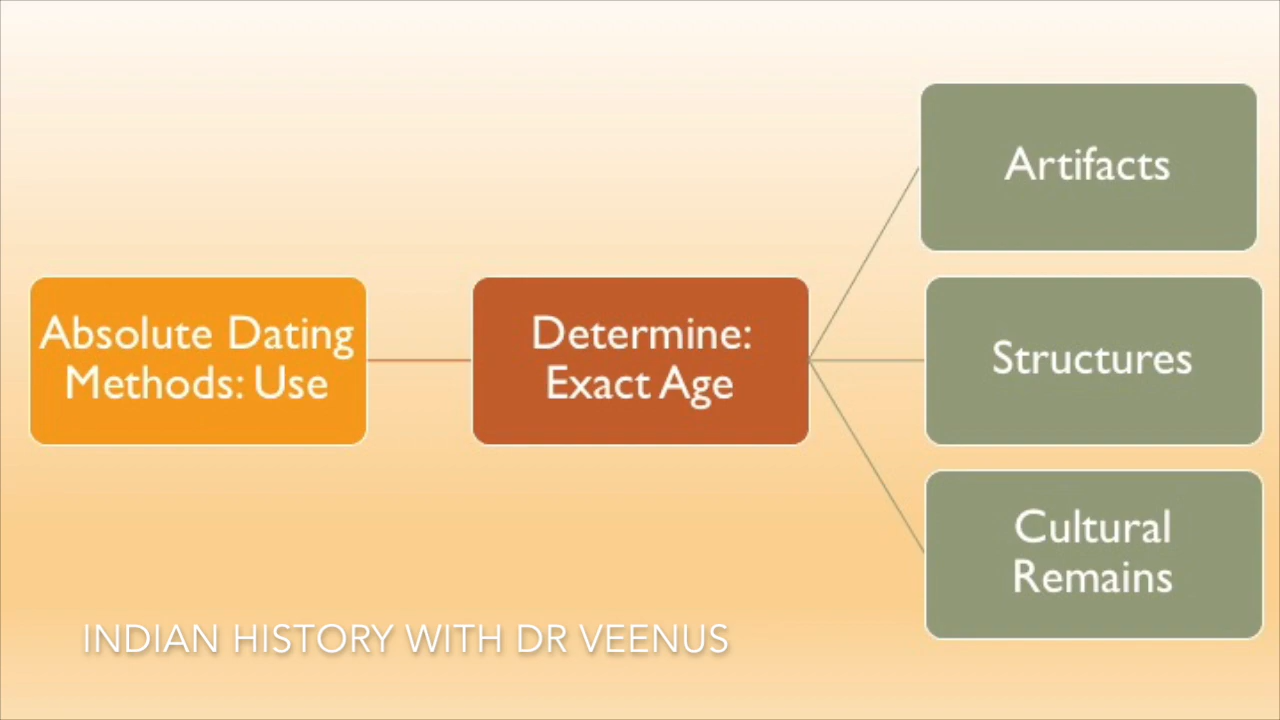 Absolute Dating
Methods: Use
Determine:
Exact Age
Artifacts
Structures
Cultural
Remains
INDIAN HISTORY WITH DR VEENUS